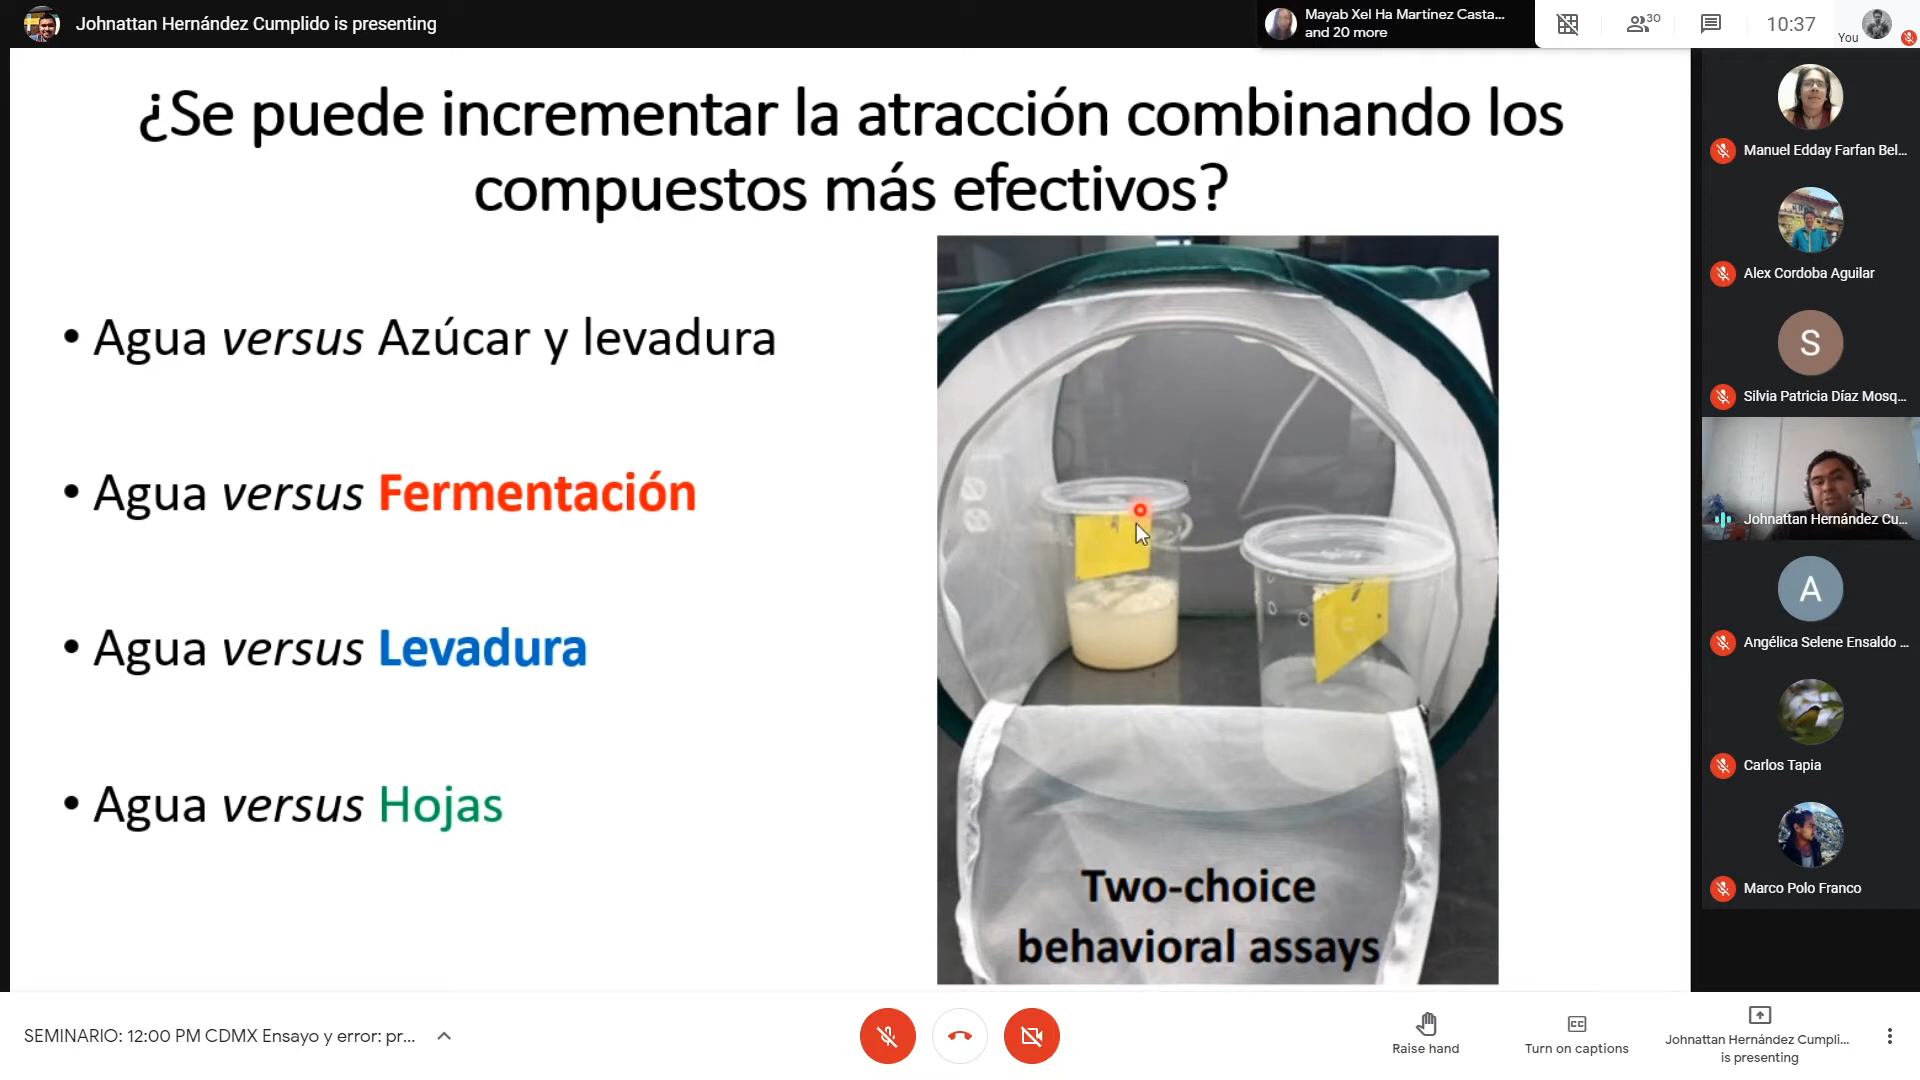 Johnattan Hernández Cumplido is presenting
Mayab Xel Ha Martínez Casta...
and 20 more
30
10:37
You
¿Se puede incrementar la atracción combinando los
compuestos más efectivos?
• Agua versus Azúcar y levadura
• Agua versus Fermentación
• Agua versus Levadura
• Agua versus Hojas
Two-choice
behavioral assays
Manuel Edday Farfan Bel...
Alex Cordoba Aguilar
S
Silvia Patricia Díaz Mosq...
Johnattan Hernández Cu...
A
Angélica Selene Ensaldo ...
Carlos Tapia
Marco Polo Franco
SEMINARIO: 12:00 PM CDMX Ensayo y error: pr...
Raise hand
Turn on captions
Johnattan Hernández Cumpli...
is presenting